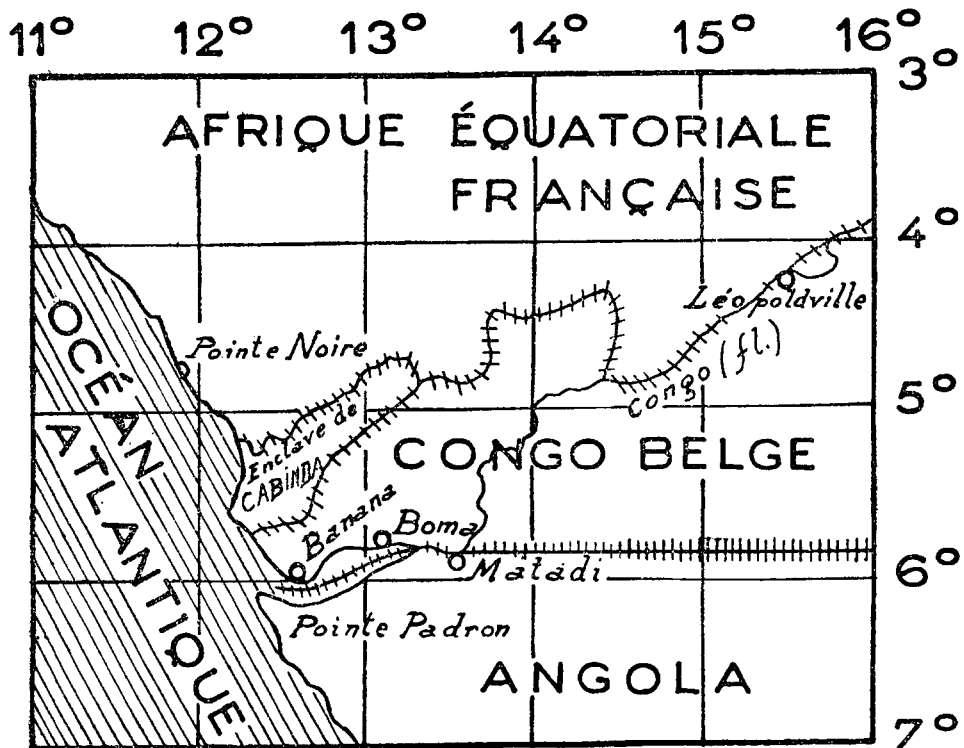 11° 12° 13° 14° 15° 16°
3°
AFRIQUE ÉQUATORIALE
FRANÇAISE
4°
Léopoldville
OCÉAN
ATLANTIQUE
Pointe Noire
Congo (fl.)
5°
Enclave de
CABINDA
CONGO BELGE
Banana
Boma
Matadi
6°
Pointe Padron
ANGOLA
7°